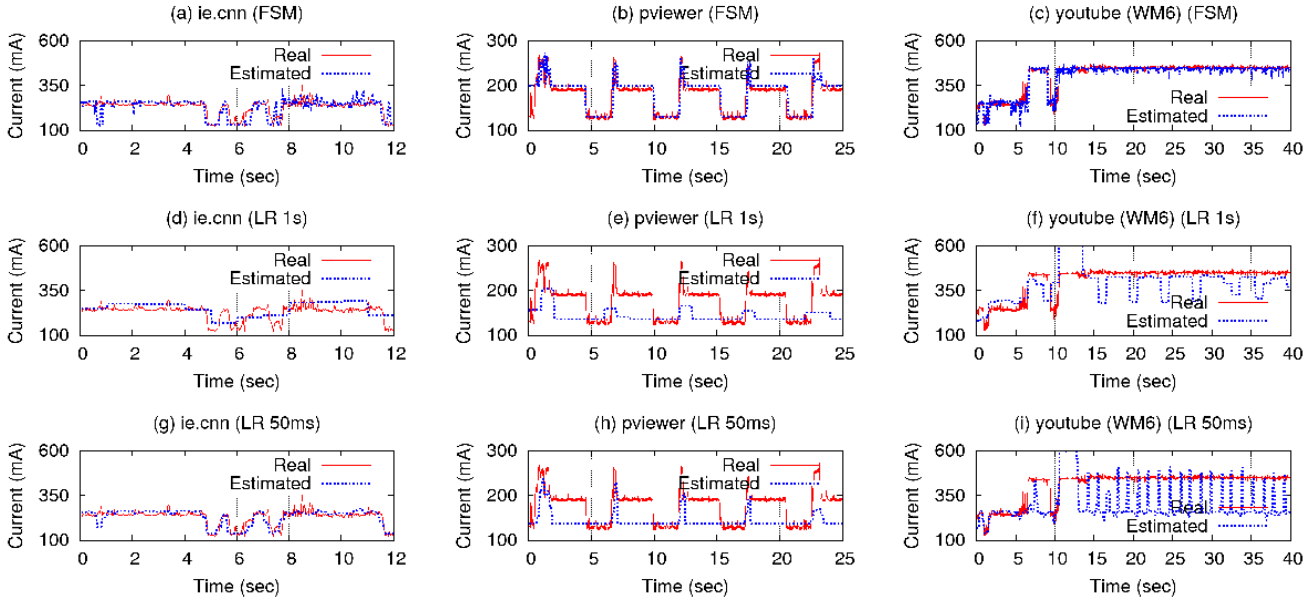 (a) ie.cnn (FSM)
Current (mA)
600
350
100
Real
Estimated
0 2 4 6 8 10 12
Time (sec)
(b) pviewer (FSM)
Current (mA)
300
200
100
Real
Estimated
0 5 10 15 20 25
Time (sec)
(c) youtube (WM6) (FSM)
Current (mA)
600
350
100
Real
Estimated
0 5 10 15 20 25 30 35 40
Time (sec)
(d) ie.cnn (LR 1s)
Current (mA)
600
350
100
Real
Estimated
0 2 4 6 8 10 12
Time (sec)
(e) pviewer (LR 1s)
Current (mA)
300
200
100
Real
Estimated
0 5 10 15 20 25
Time (sec)
(f) youtube (WM6) (LR 1s)
Current (mA)
600
350
100
Real
Estimated
0 5 10 15 20 25 30 35 40
Time (sec)
(g) ie.cnn (LR 50ms)
Current (mA)
600
350
100
Real
Estimated
0 2 4 6 8 10 12
Time (sec)
(h) pviewer (LR 50ms)
Current (mA)
300
200
100
Real
Estimated
0 5 10 15 20 25
Time (sec)
(i) youtube (WM6) (LR 50ms)
Current (mA)
600
350
100
Real
Estimated
0 5 10 15 20 25 30 35 40
Time (sec)